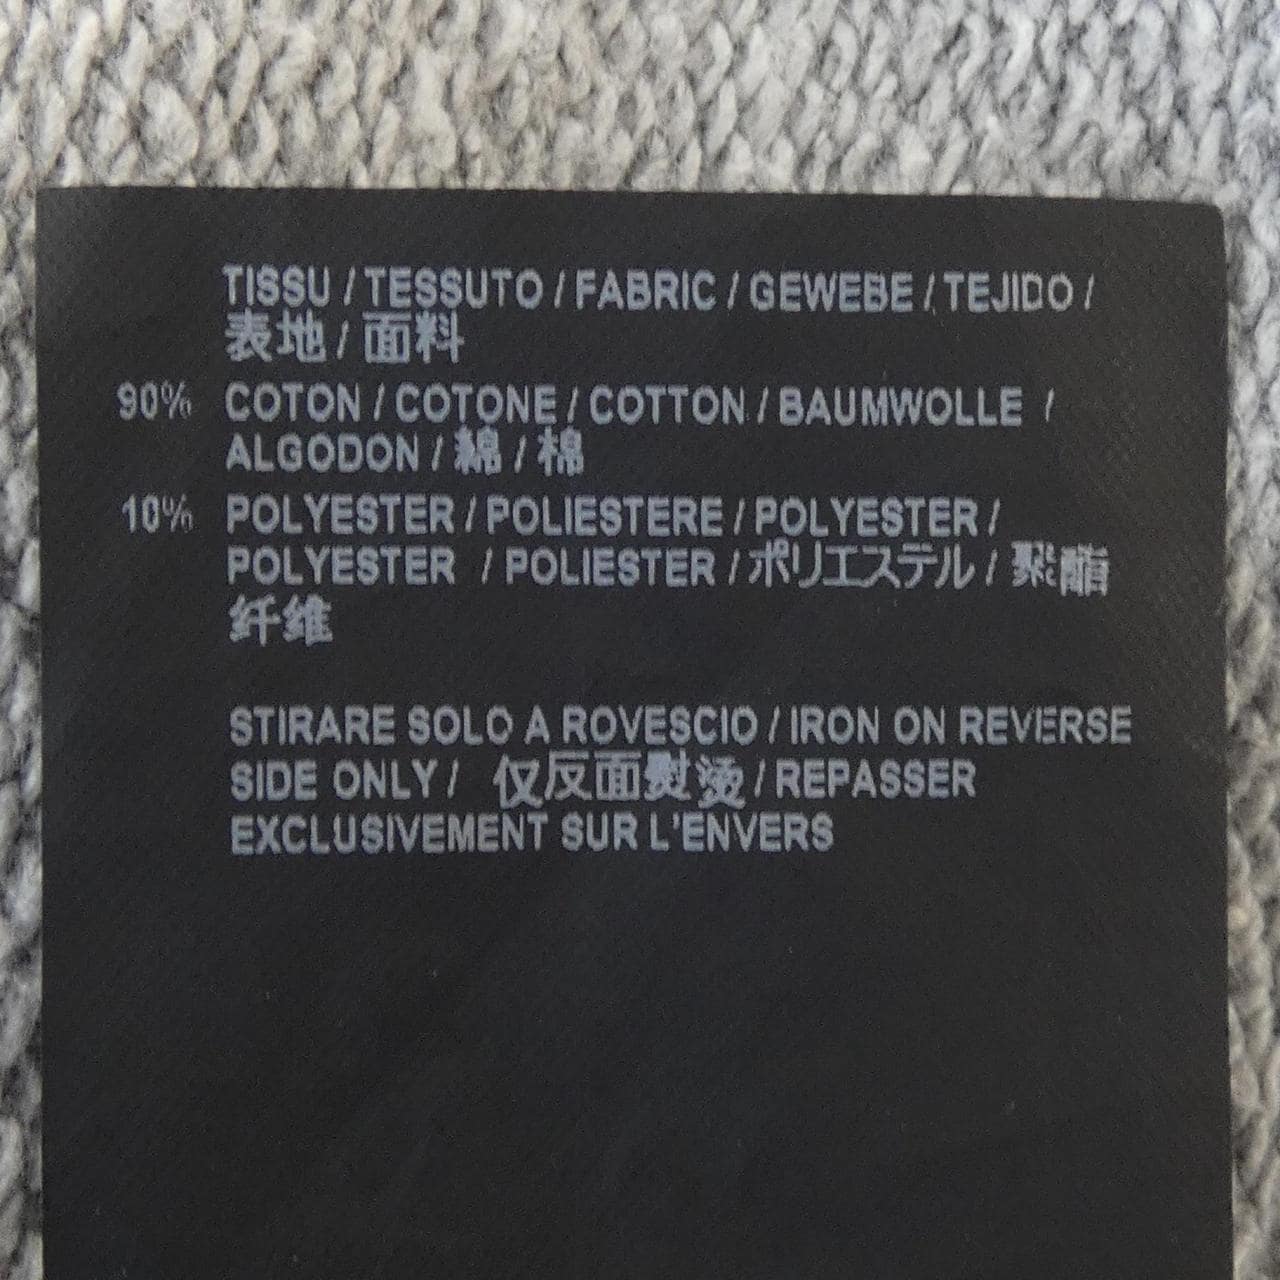 TISSU / TESSUTO / FABRIC / GEWEBE / TEJIDO /
表地 / 面料
90% COTON / COTONE / COTTON / BAUMWOLLE /
ALGODON / 綿 / 棉
10% POLYESTER / POLIESTERE / POLYESTER /
POLYESTER / POLIESTER / ポリエステル / 聚酯
纤维
STIRARE SOLO A ROVESCIO / IRON ON REVERSE
SIDE ONLY / 仅反面熨烫 / REPASSER
EXCLUSIVEMENT SUR L'ENVERS